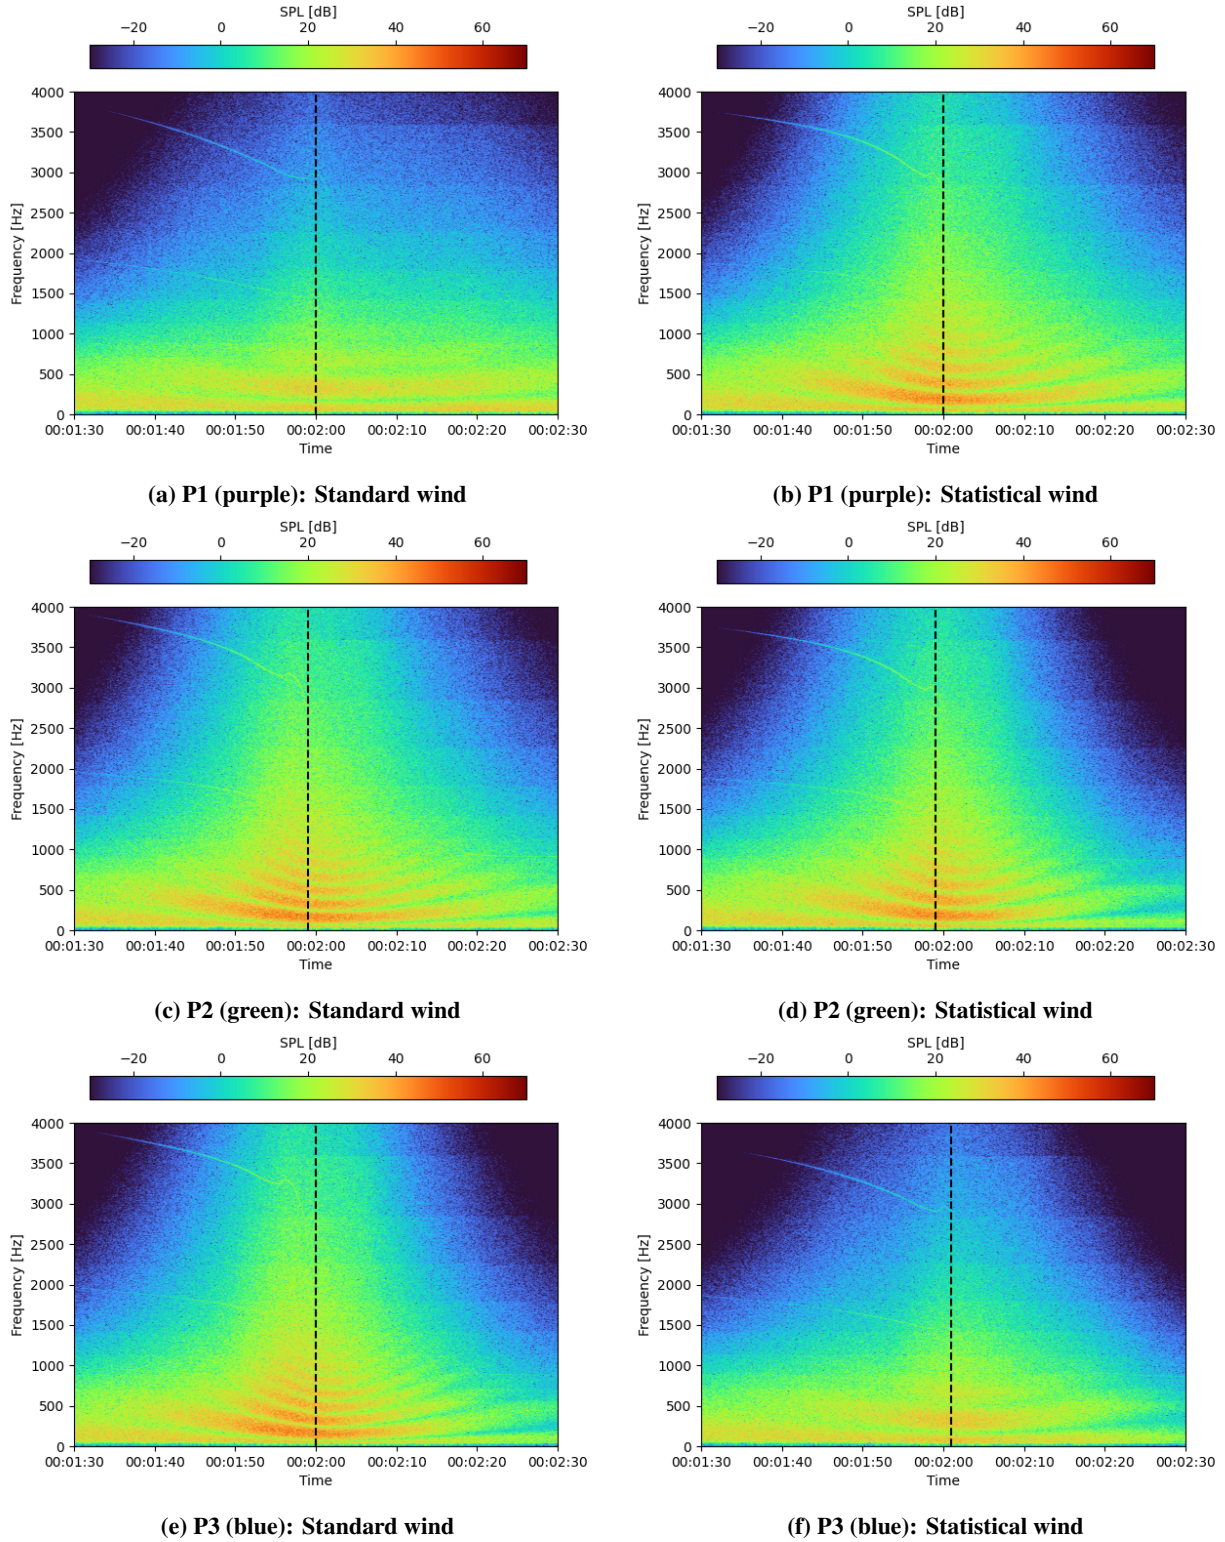 SPL [dB]
−20 0 20 40 60
4000
3500
3000
2500
2000
1500
1000
500
0
Frequency [Hz]
00:01:30 00:01:40 00:01:50 00:02:00 00:02:10 00:02:20 00:02:30
Time
(a) P1 (purple): Standard wind
SPL [dB]
−20 0 20 40 60
4000
3500
3000
2500
2000
1500
1000
500
0
Frequency [Hz]
00:01:30 00:01:40 00:01:50 00:02:00 00:02:10 00:02:20 00:02:30
Time
(b) P1 (purple): Statistical wind
SPL [dB]
−20 0 20 40 60
4000
3500
3000
2500
2000
1500
1000
500
0
Frequency [Hz]
00:01:30 00:01:40 00:01:50 00:02:00 00:02:10 00:02:20 00:02:30
Time
(c) P2 (green): Standard wind
SPL [dB]
−20 0 20 40 60
4000
3500
3000
2500
2000
1500
1000
500
0
Frequency [Hz]
00:01:30 00:01:40 00:01:50 00:02:00 00:02:10 00:02:20 00:02:30
Time
(d) P2 (green): Statistical wind
SPL [dB]
−20 0 20 40 60
4000
3500
3000
2500
2000
1500
1000
500
0
Frequency [Hz]
00:01:30 00:01:40 00:01:50 00:02:00 00:02:10 00:02:20 00:02:30
Time
(e) P3 (blue): Standard wind
SPL [dB]
−20 0 20 40 60
4000
3500
3000
2500
2000
1500
1000
500
0
Frequency [Hz]
00:01:30 00:01:40 00:01:50 00:02:00 00:02:10 00:02:20 00:02:30
Time
(f) P3 (blue): Statistical wind